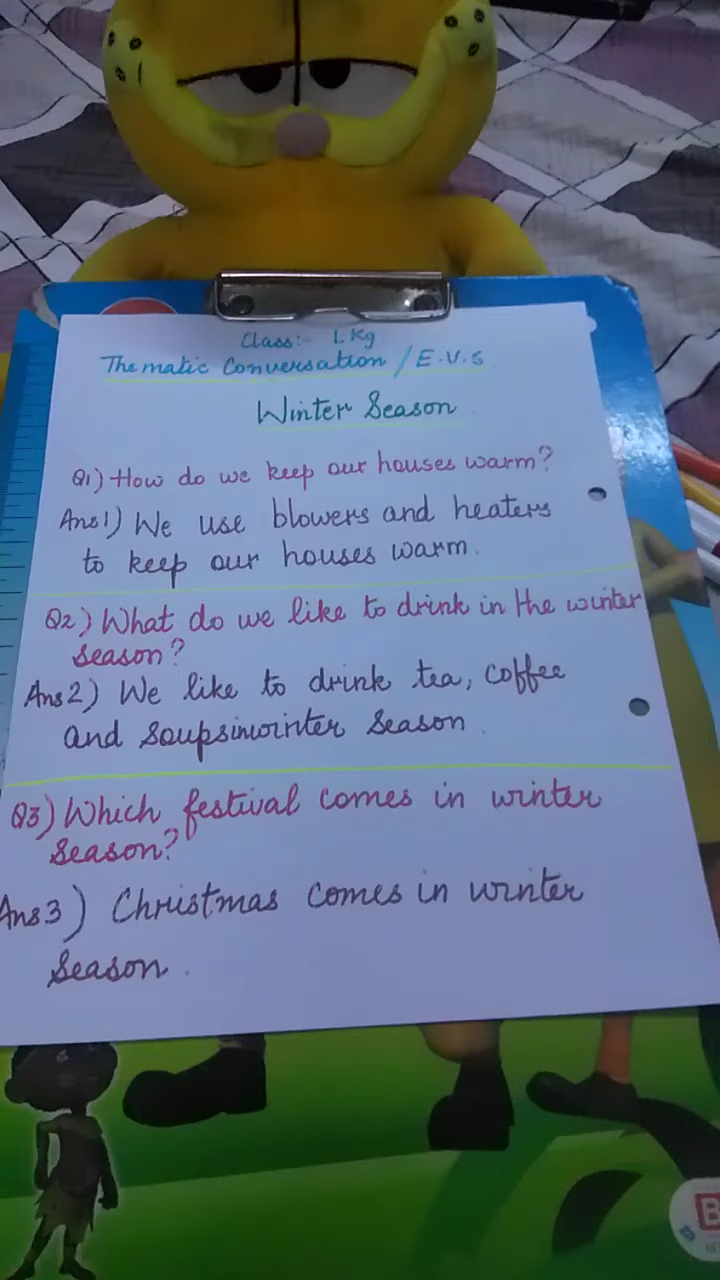 Class:- L Kg
Thematic Conversation / E.V.S
Winter Season
Q1) How do we keep our houses warm?
Ans1) We use blowers and heaters
to keep our houses warm.
Q2) What do we like to drink in the winter
season?
Ans2) We like to drink tea, coffee
and soupsinwinter season.
Q3) Which festival comes in winter
season?
Ans3) Christmas comes in winter
season.
B